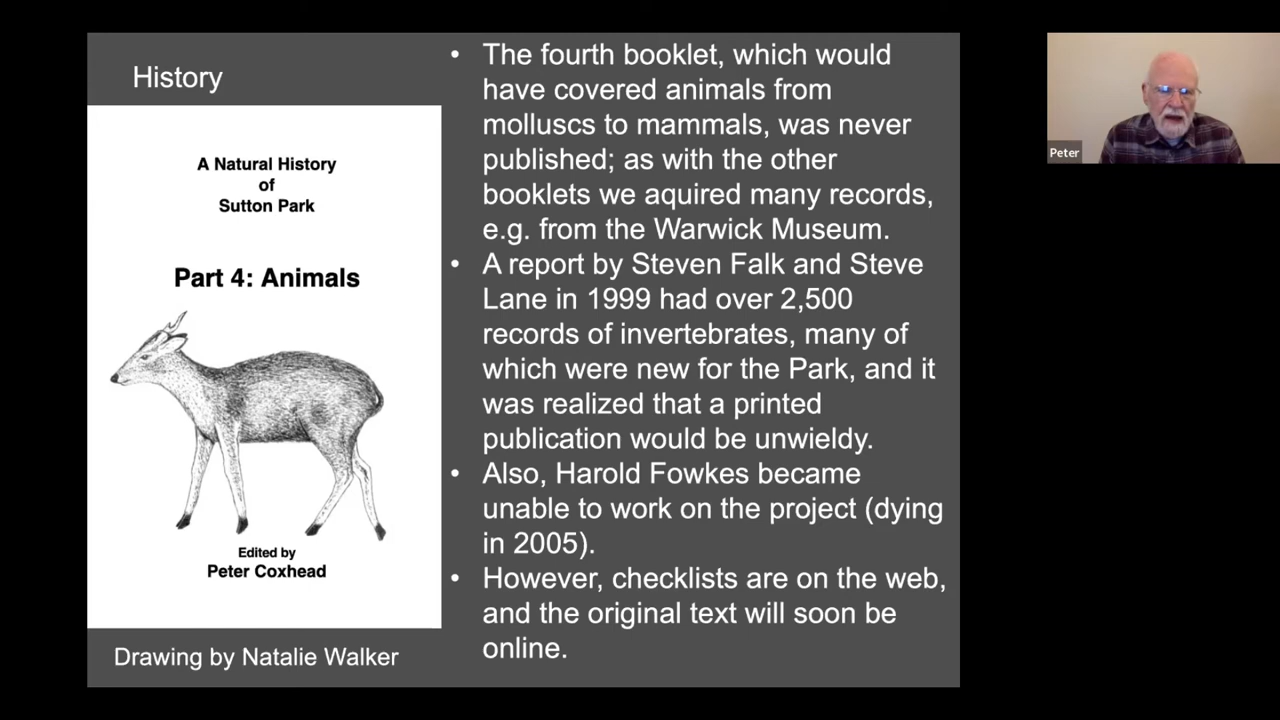 History
A Natural History
of
Sutton Park
Part 4: Animals
Edited by
Peter Coxhead
Drawing by Natalie Walker
• The fourth booklet, which would
have covered animals from
molluscs to mammals, was never
published; as with the other
booklets we aquired many records,
e.g. from the Warwick Museum.
• A report by Steven Falk and Steve
Lane in 1999 had over 2,500
records of invertebrates, many of
which were new for the Park, and it
was realized that a printed
publication would be unwieldy.
• Also, Harold Fowkes became
unable to work on the project (dying
in 2005).
• However, checklists are on the web,
and the original text will soon be
online.
Peter